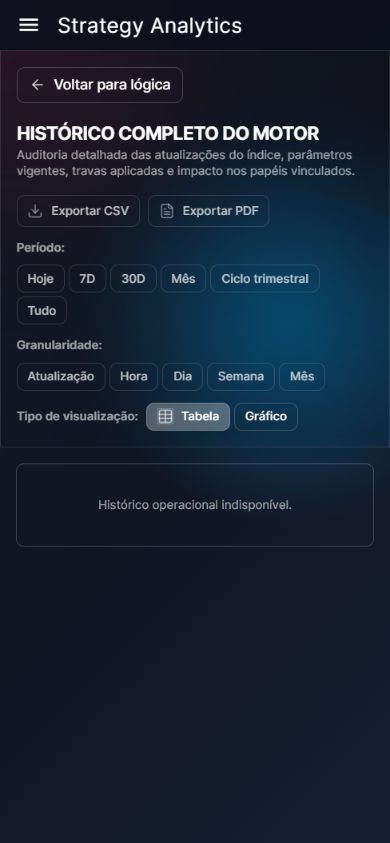 Strategy Analytics
Voltar para lógica
HISTÓRICO COMPLETO DO MOTOR
Auditoria detalhada das atualizações do índice, parâmetros
vigentes, travas aplicadas e impacto nos papéis vinculados.
Exportar CSV Exportar PDF
Período:
Hoje 7D 30D Mês Ciclo trimestral
Tudo
Granularidade:
Atualização Hora Dia Semana Mês
Tipo de visualização: Tabela Gráfico
Histórico operacional indisponível.